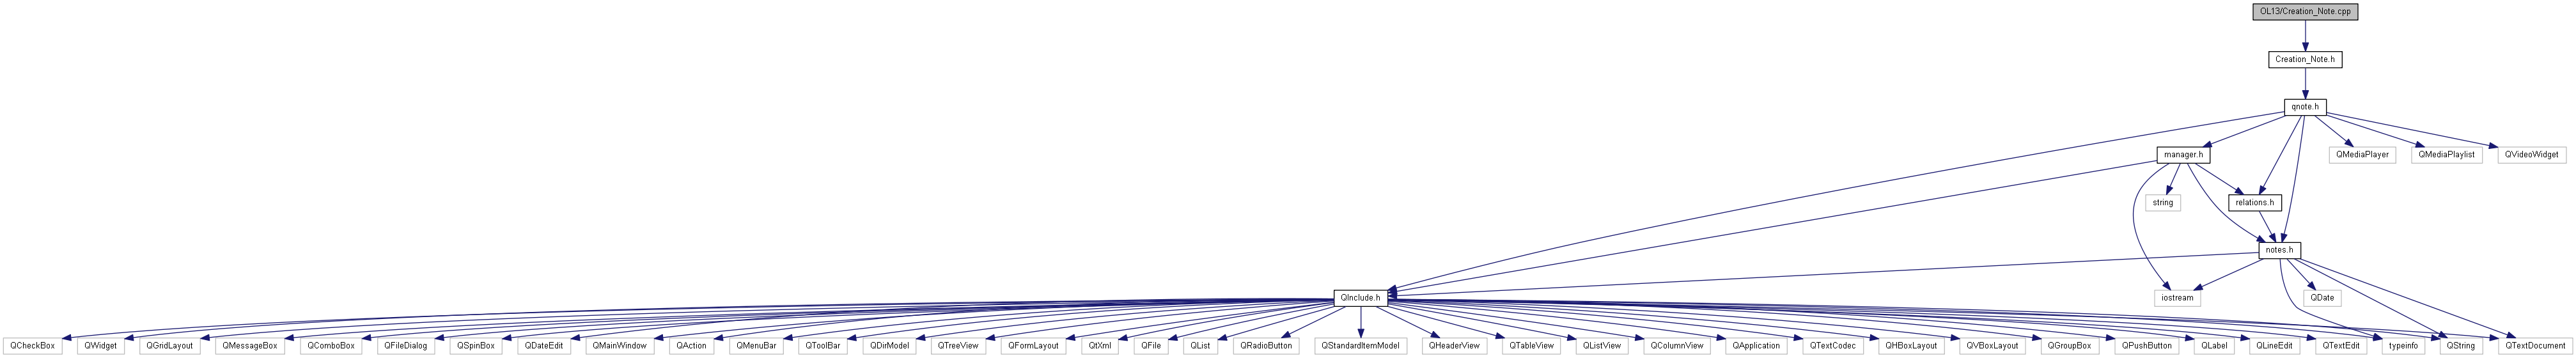 OL13/Creation_Note.cpp
Creation_Note.h
qnote.h
manager.h
QMediaPlayer
QMediaPlaylist
QVideoWidget
string
relations.h
notes.h
QInclude.h
iostream
QDate
QCheckBox
QWidget
QGridLayout
QMessageBox
QComboBox
QFileDialog
QSpinBox
QDateEdit
QMainWindow
QAction
QMenuBar
QToolBar
QDirModel
QTreeView
QFormLayout
QtXml
QFile
QList
QRadioButton
QStandardItemModel
QHeaderView
QTableView
QListView
QColumnView
QApplication
QTextCodec
QHBoxLayout
QVBoxLayout
QGroupBox
QPushButton
QLabel
QLineEdit
QTextEdit
typeinfo
QString
QTextDocument